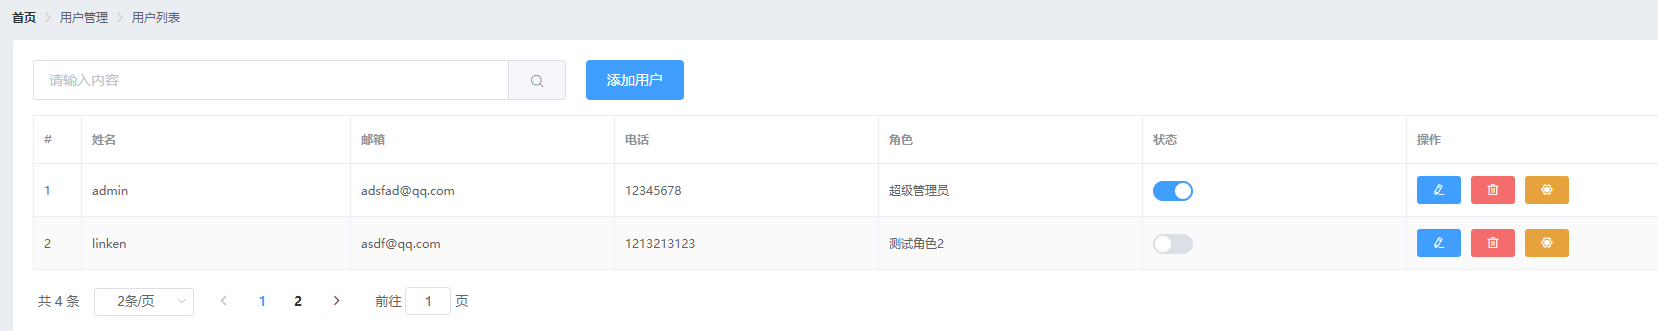 首页 用户管理 用户列表
请输入内容 添加用户
# 姓名 邮箱 电话 角色 状态 操作
1 admin adsfad@qq.com 12345678 超级管理员
2 linken asdf@qq.com 1213213123 测试角色2
共 4 条 2条/页 1 2 前往 1 页